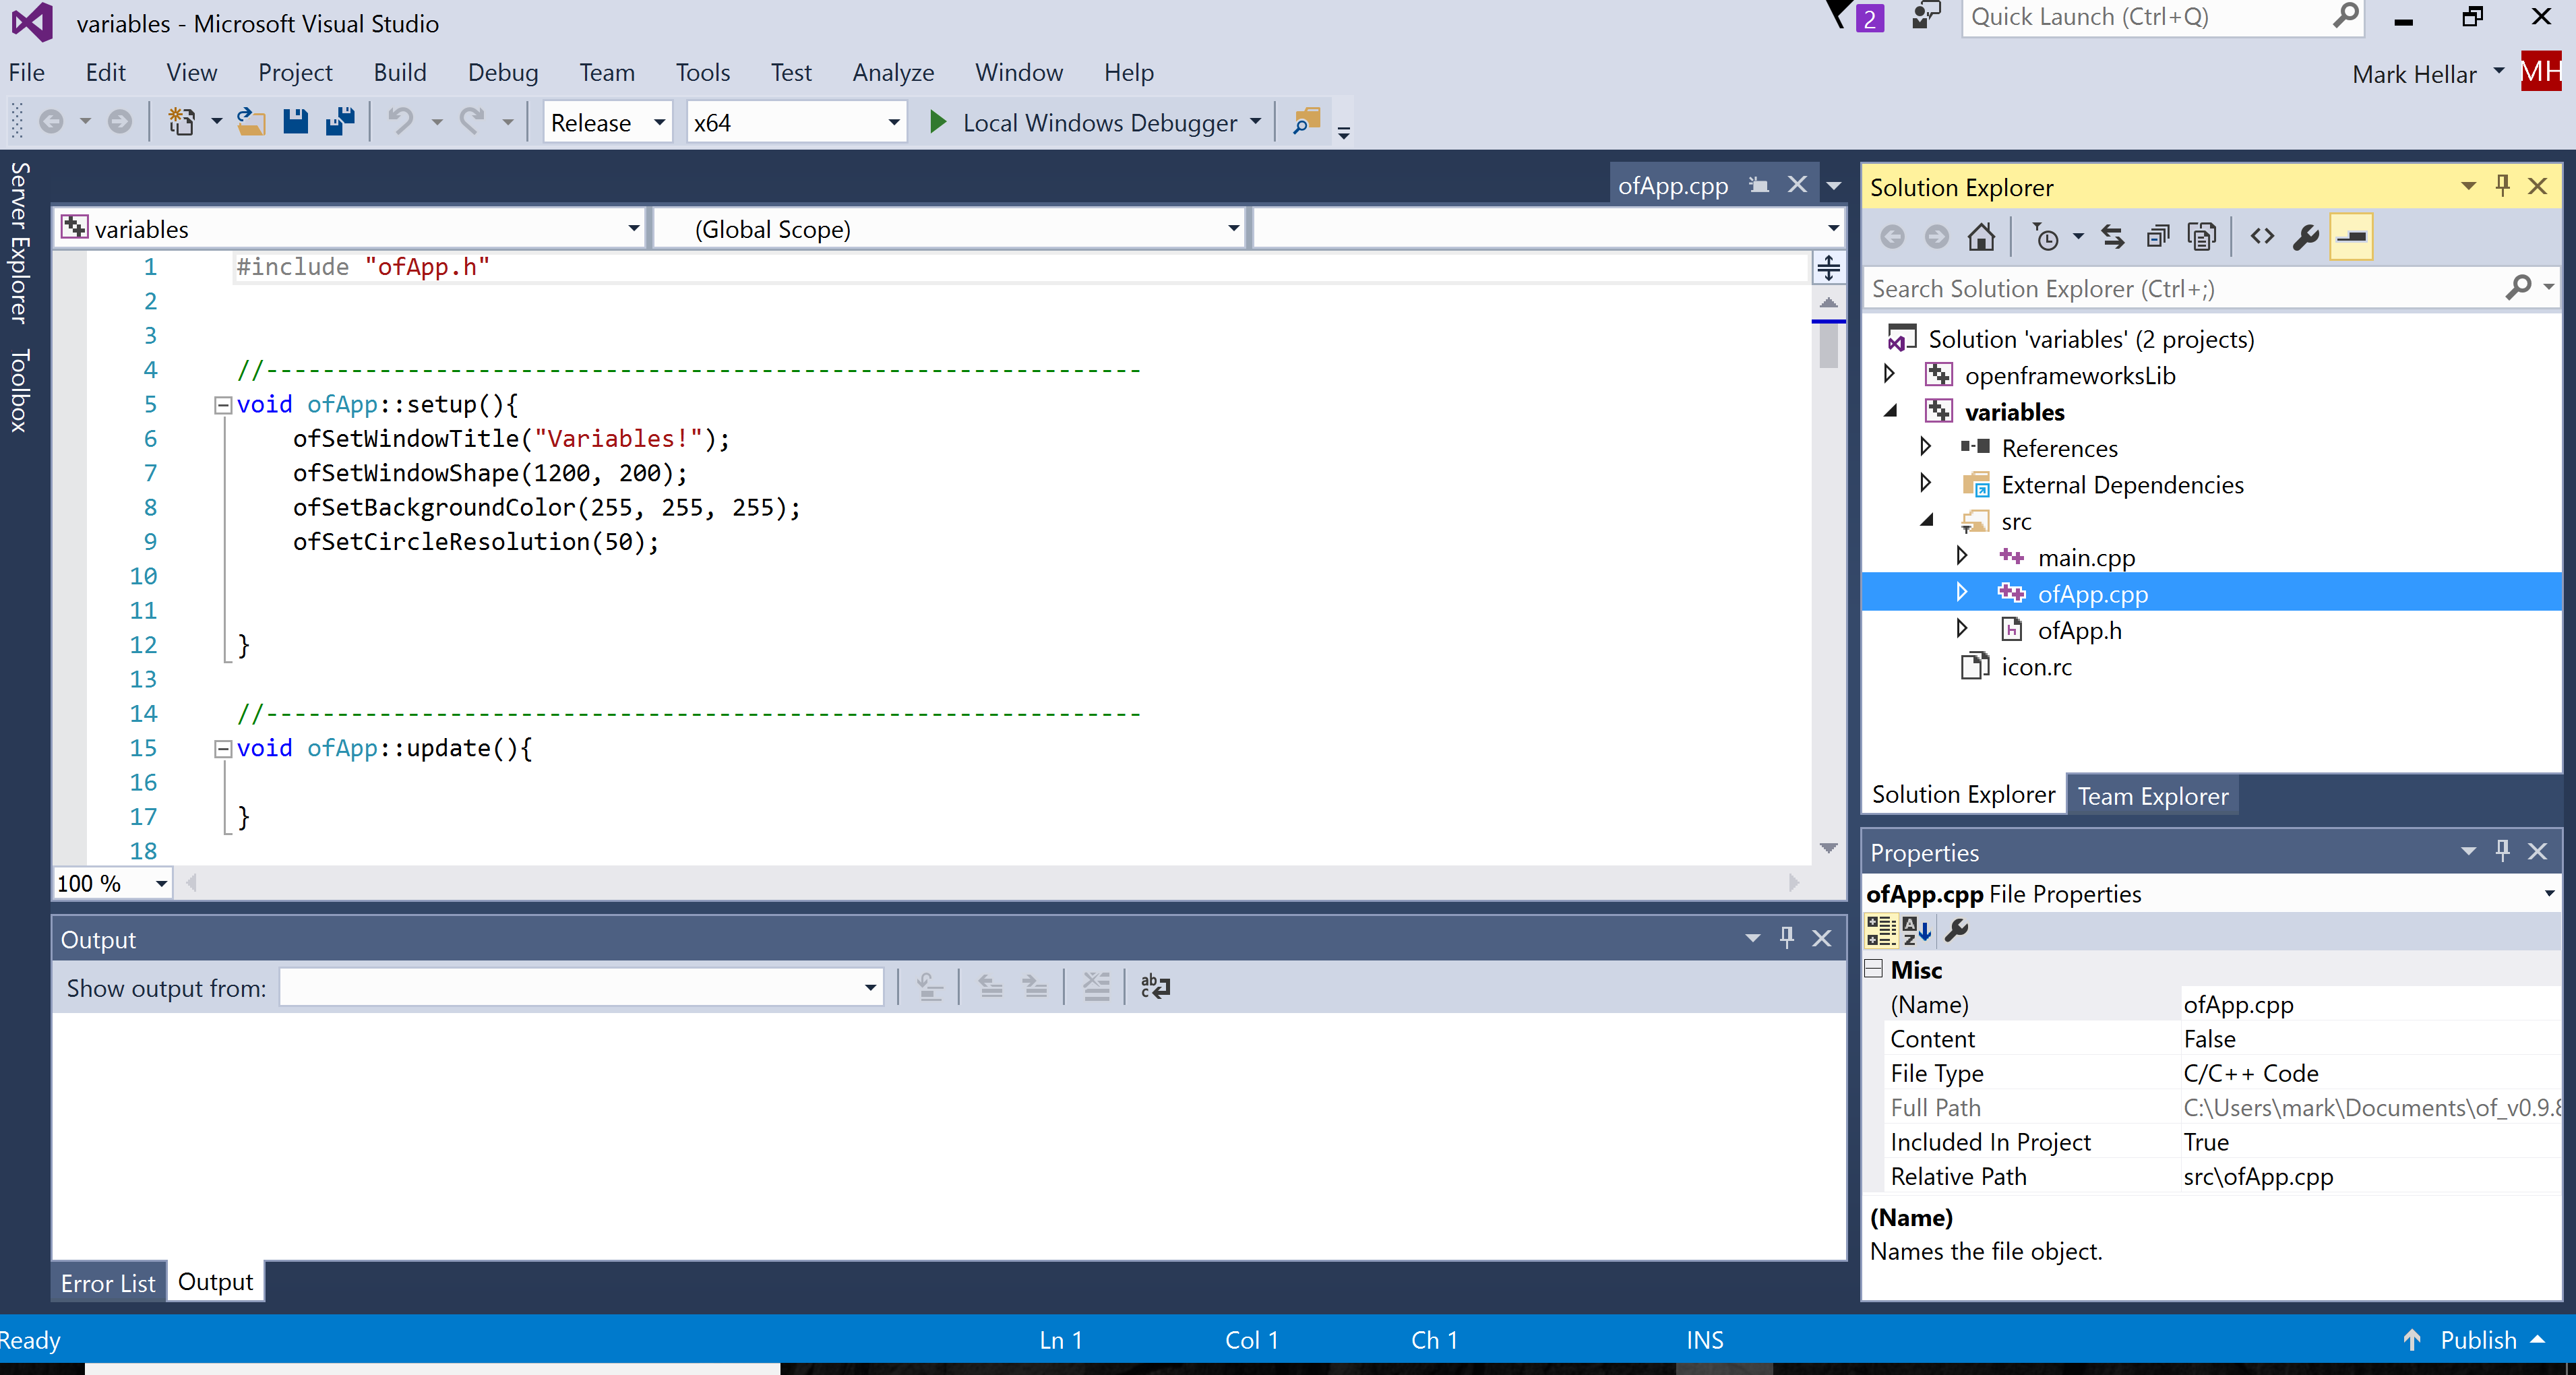 variables - Microsoft Visual Studio
2
Quick Launch (Ctrl+Q)
File Edit View Project Build Debug Team Tools Test Analyze Window Help
Mark Hellar MH
Release x64 Local Windows Debugger
Server Explorer
Toolbox
ofApp.cpp
variables (Global Scope)
1 #include "ofApp.h"
2
3
4 //--------------------------------------------------------------
5 void ofApp::setup(){
6 ofSetWindowTitle("Variables!");
7 ofSetWindowShape(1200, 200);
8 ofSetBackgroundColor(255, 255, 255);
9 ofSetCircleResolution(50);
10
11
12 }
13
14 //--------------------------------------------------------------
15 void ofApp::update(){
16
17 }
18
100 %
Output
Show output from:
Error List Output
Solution Explorer
Search Solution Explorer (Ctrl+;)
Solution 'variables' (2 projects)
openframeworksLib
variables
References
External Dependencies
src
main.cpp
ofApp.cpp
ofApp.h
icon.rc
Solution Explorer Team Explorer
Properties
ofApp.cpp File Properties
Misc
(Name) ofApp.cpp
Content False
File Type C/C++ Code
Full Path C:\Users\mark\Documents\of_v0.9.8
Included In Project True
Relative Path src\ofApp.cpp
(Name)
Names the file object.
Ready Ln 1 Col 1 Ch 1 INS Publish